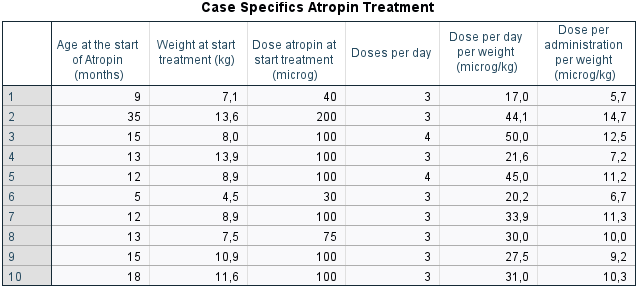 Case Specifics Atropin Treatment
Age at the start of Atropin (months) Weight at start treatment (kg) Dose atropin at start treatment (microg) Doses per day Dose per day per weight (microg/kg) Dose per administration per weight (microg/kg)
1 9 7,1 40 3 17,0 5,7
2 35 13,6 200 3 44,1 14,7
3 15 8,0 100 4 50,0 12,5
4 13 13,9 100 3 21,6 7,2
5 12 8,9 100 4 45,0 11,2
6 5 4,5 30 3 20,2 6,7
7 12 8,9 100 3 33,9 11,3
8 13 7,5 75 3 30,0 10,0
9 15 10,9 100 3 27,5 9,2
10 18 11,6 100 3 31,0 10,3